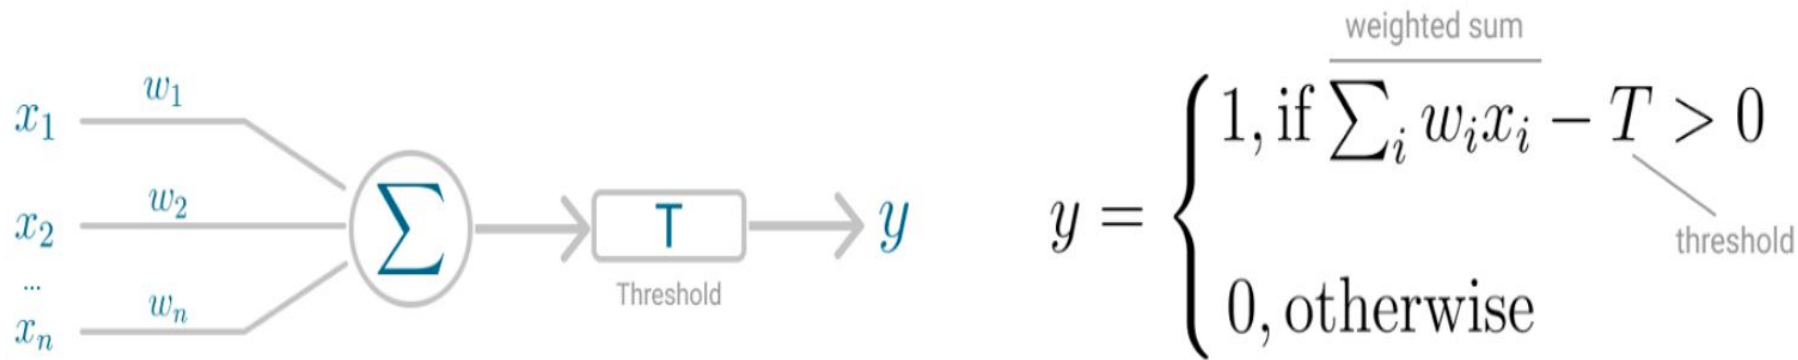 w₁
x₁
w₂
x₂
...
wₙ
xₙ
∑
T
Threshold
y
weighted sum
y = { 1, if ∑ᵢ wᵢxᵢ − T > 0
threshold
0, otherwise